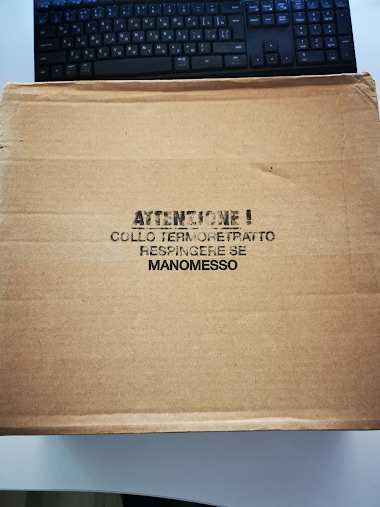 ATTENZIONE !
COLLO TERMORETRATTO
RESPINGERE SE
MANOMESSO